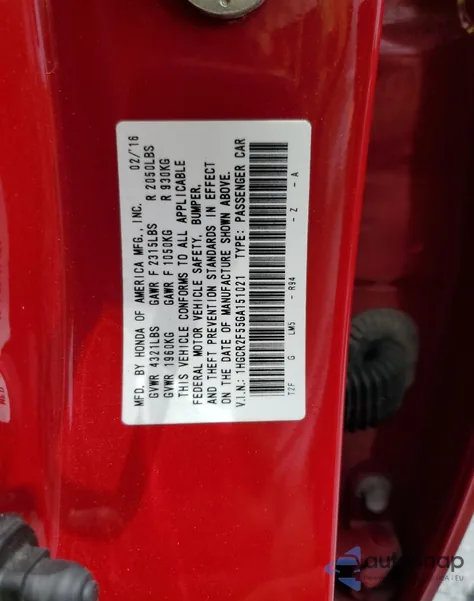 MFD. BY HONDA OF AMERICA MFG.,INC. 02/'16
GVWR 4321LBS GAWR F 2315LBS R 2050LBS
GVWR 1960KG GAWR F 1050KG R 930KG
THIS VEHICLE CONFORMS TO ALL APPLICABLE
FEDERAL MOTOR VEHICLE SAFETY, BUMPER,
AND THEFT PREVENTION STANDARDS IN EFFECT
ON THE DATE OF MANUFACTURE SHOWN ABOVE.
V.I.N.: 1HGCR2F55GA151021 TYPE: PASSENGER CAR
T2F G LM5 - R94 - Z - A